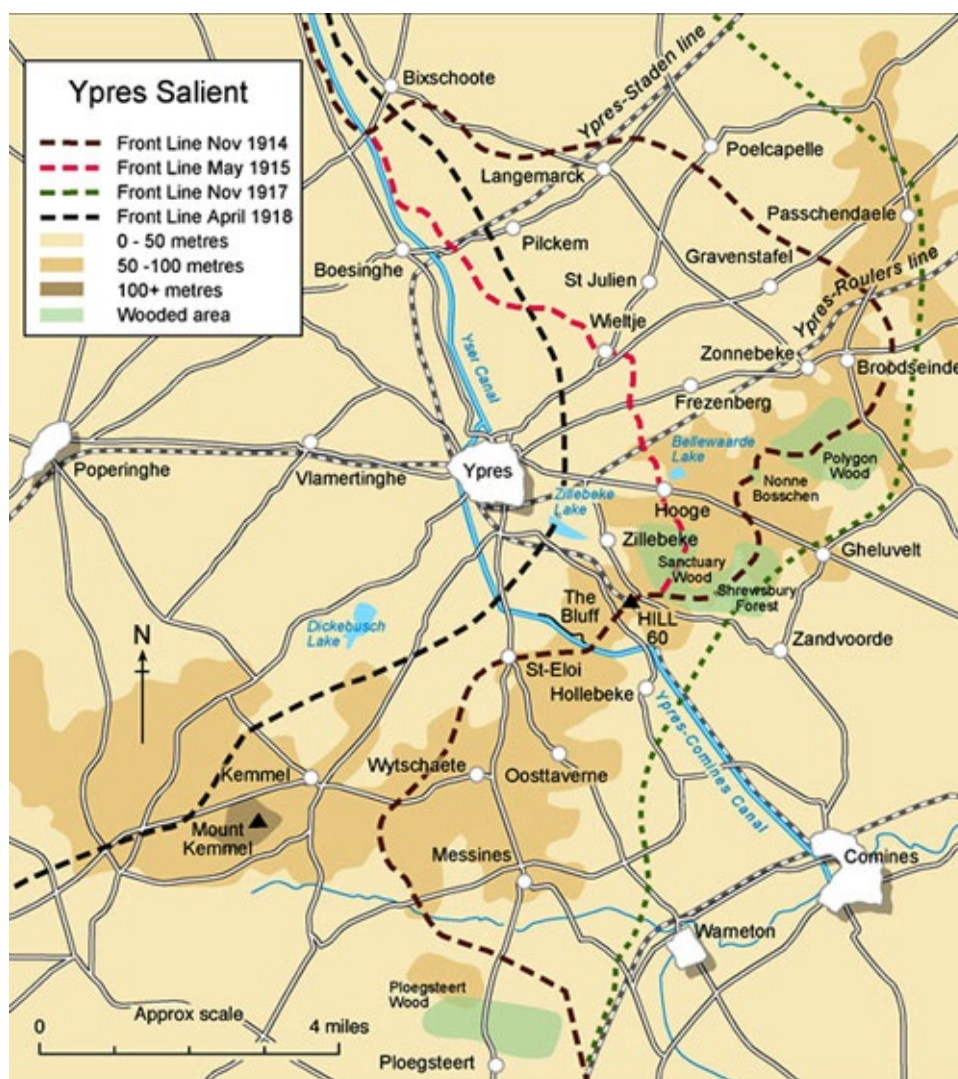 Ypres Salient
Front Line Nov 1914
Front Line May 1915
Front Line Nov 1917
Front Line April 1918
0 - 50 metres
50 -100 metres
100+ metres
Wooded area
Bixschoote
Ypres-Staden line
Poelcapelle
Langemarck
Passchendaele
Pilckem
Boesinghe
Gravenstafel
St Julien
Ypres-Roulers line
Wieltje
Zonnebeke
Broodseinde
Yser Canal
Frezenberg
Poperinghe
Vlamertinghe
Ypres
Bellewaarde
Lake
Polygon
Wood
Nonne
Bosschen
Zillebeke
Lake
Hooge
Zillebeke
Gheluvelt
Sanctuary
Wood
Shrewsbury
Forest
The
Bluff
HILL
60
Dickebusch
Lake
N
Zandvoorde
St-Eloi
Hollebeke
Ypres-Comines Canal
Kemmel
Wytschaete
Oosttaverne
Mount
Kemmel
Messines
Comines
Warneton
Ploegsteert
Wood
Approx scale
0
4 miles
Ploegsteert